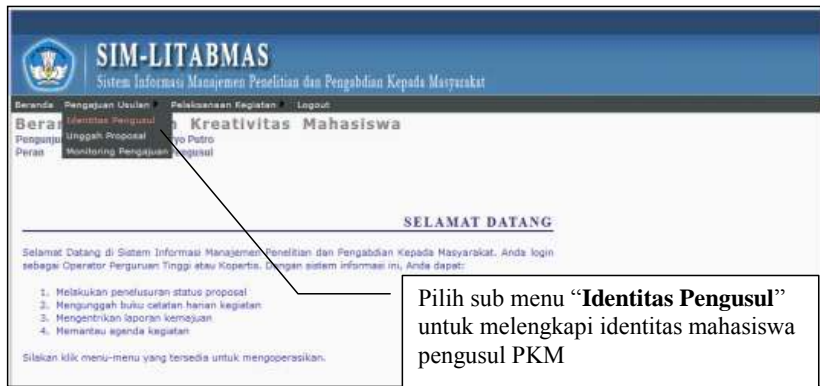 SIM-LITABMAS
Sistem Informasi Manajemen Penelitian dan Pengabdian Kepada Masyarakat
Beranda Pengajuan Usulan Pelaksanaan Kegiatan Logout
Identitas Pengusul
Unggah Proposal
Monitoring Pengajuan
Kreativitas Mahasiswa
Putro
Peran Pengusul
SELAMAT DATANG
Selamat Datang di Sistem Informasi Manajemen Penelitian dan Pengabdian Kepada Masyarakat. Anda login
sebagai Operator Perguruan Tinggi atau Kopertis. Dengan sistem informasi ini, Anda dapat:
1. Melakukan penelusuran status proposal
2. Mengunggah buku catatan harian kegiatan
3. Mengentrikan laporan kemajuan
4. Memantau agenda kegiatan
Silakan klik menu-menu yang tersedia untuk mengoperasikan.
Pilih sub menu “Identitas Pengusul”
untuk melengkapi identitas mahasiswa
pengusul PKM